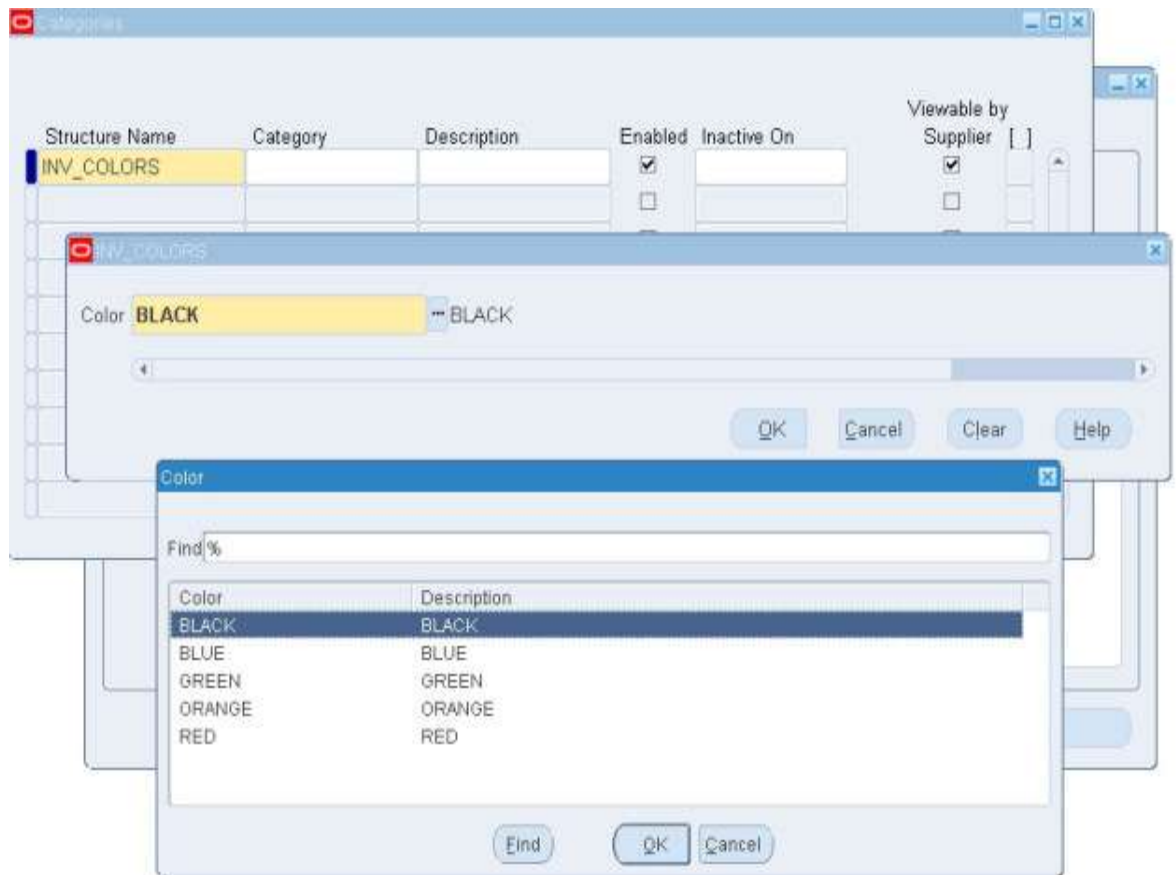 Categories
Viewable by
Structure Name Category Description Enabled Inactive On Supplier [ ]
INV_COLORS
INV_COLORS
Color BLACK ... BLACK
OK Cancel Clear Help
Color
Find %
Color Description
BLACK BLACK
BLUE BLUE
GREEN GREEN
ORANGE ORANGE
RED RED
Find OK Cancel